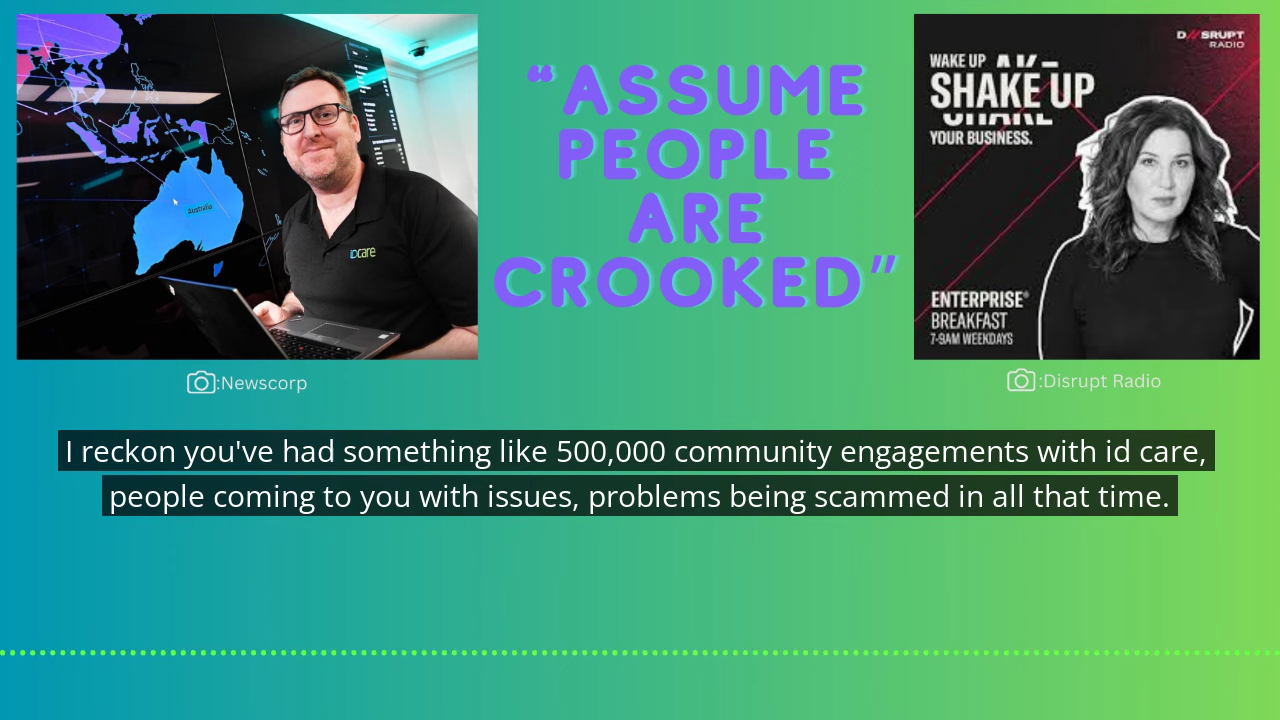 Australia
idcare
:Newscorp
“ASSUME
PEOPLE
ARE
CROOKED”
D//SRUPT
RADIO
WAKE UP
SHAKE UP
YOUR BUSINESS.
ENTERPRISE®
BREAKFAST
7-9AM WEEKDAYS
:Disrupt Radio
I reckon you've had something like 500,000 community engagements with id care,
people coming to you with issues, problems being scammed in all that time.